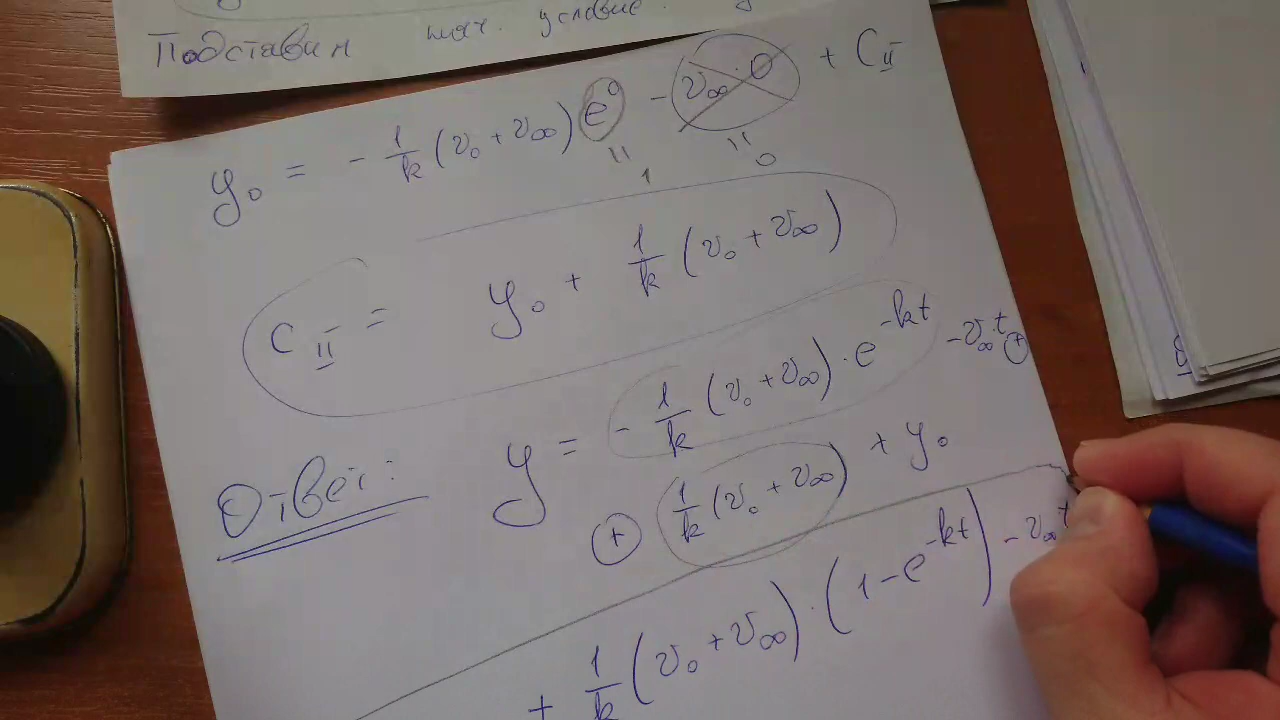 Подставим нач. условие.
y₀ = - 1/k (v₀ + v∞) e⁰ - v∞ · 0 + C_II
" 1 " 0
C_II = y₀ + 1/k (v₀ + v∞)
Ответ: y = - 1/k (v₀ + v∞) · e^(-kt) - v∞ t ⊕
⊕ 1/k (v₀ + v∞) + y₀
+ 1/k (v₀ + v∞) · (1 - e^(-kt)) - v∞ t